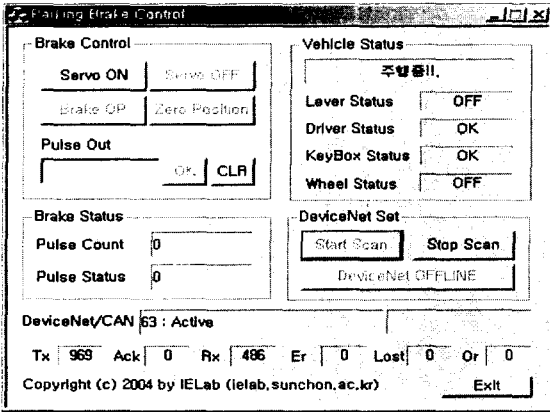 Parking Brake Control
Brake Control
Servo ON
Servo OFF
Brake OP
Zero Position
Pulse Out
OK
CLR
Vehicle Status
주행중!!.
Lever Status
OFF
Driver Status
OK
KeyBox Status
OK
Wheel Status
OFF
Brake Status
Pulse Count
0
Pulse Status
0
DeviceNet Set
Start Scan
Stop Scan
DeviceNet OFFLINE
DeviceNet/CAN 63 : Active
Tx 969 Ack 0 Rx 486 Er 0 Lost 0 Or 0
Copyright (c) 2004 by IELab (ielab.sunchon.ac.kr)
Exit